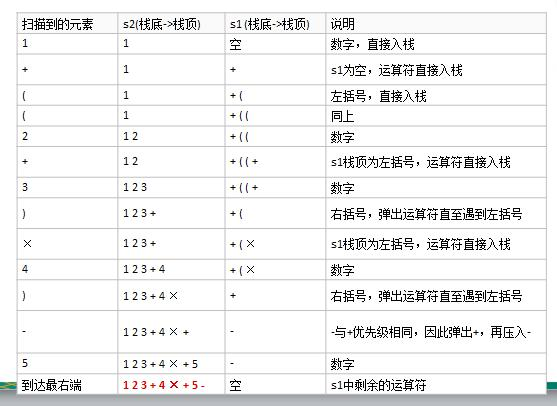 扫描到的元素 s2(栈底->栈顶) s1 (栈底->栈顶) 说明
1 1 空 数字，直接入栈
+ 1 + s1为空，运算符直接入栈
( 1 + ( 左括号，直接入栈
( 1 + ( ( 同上
2 1 2 + ( ( 数字
+ 1 2 + ( ( + s1栈顶为左括号，运算符直接入栈
3 1 2 3 + ( ( + 数字
) 1 2 3 + + ( 右括号，弹出运算符直至遇到左括号
× 1 2 3 + + ( × s1栈顶为左括号，运算符直接入栈
4 1 2 3 + 4 + ( × 数字
) 1 2 3 + 4 × + 右括号，弹出运算符直至遇到左括号
- 1 2 3 + 4 × + - -与+优先级相同，因此弹出+，再压入-
5 1 2 3 + 4 × + 5 - 数字
到达最右端 1 2 3 + 4 × + 5 - 空 s1中剩余的运算符